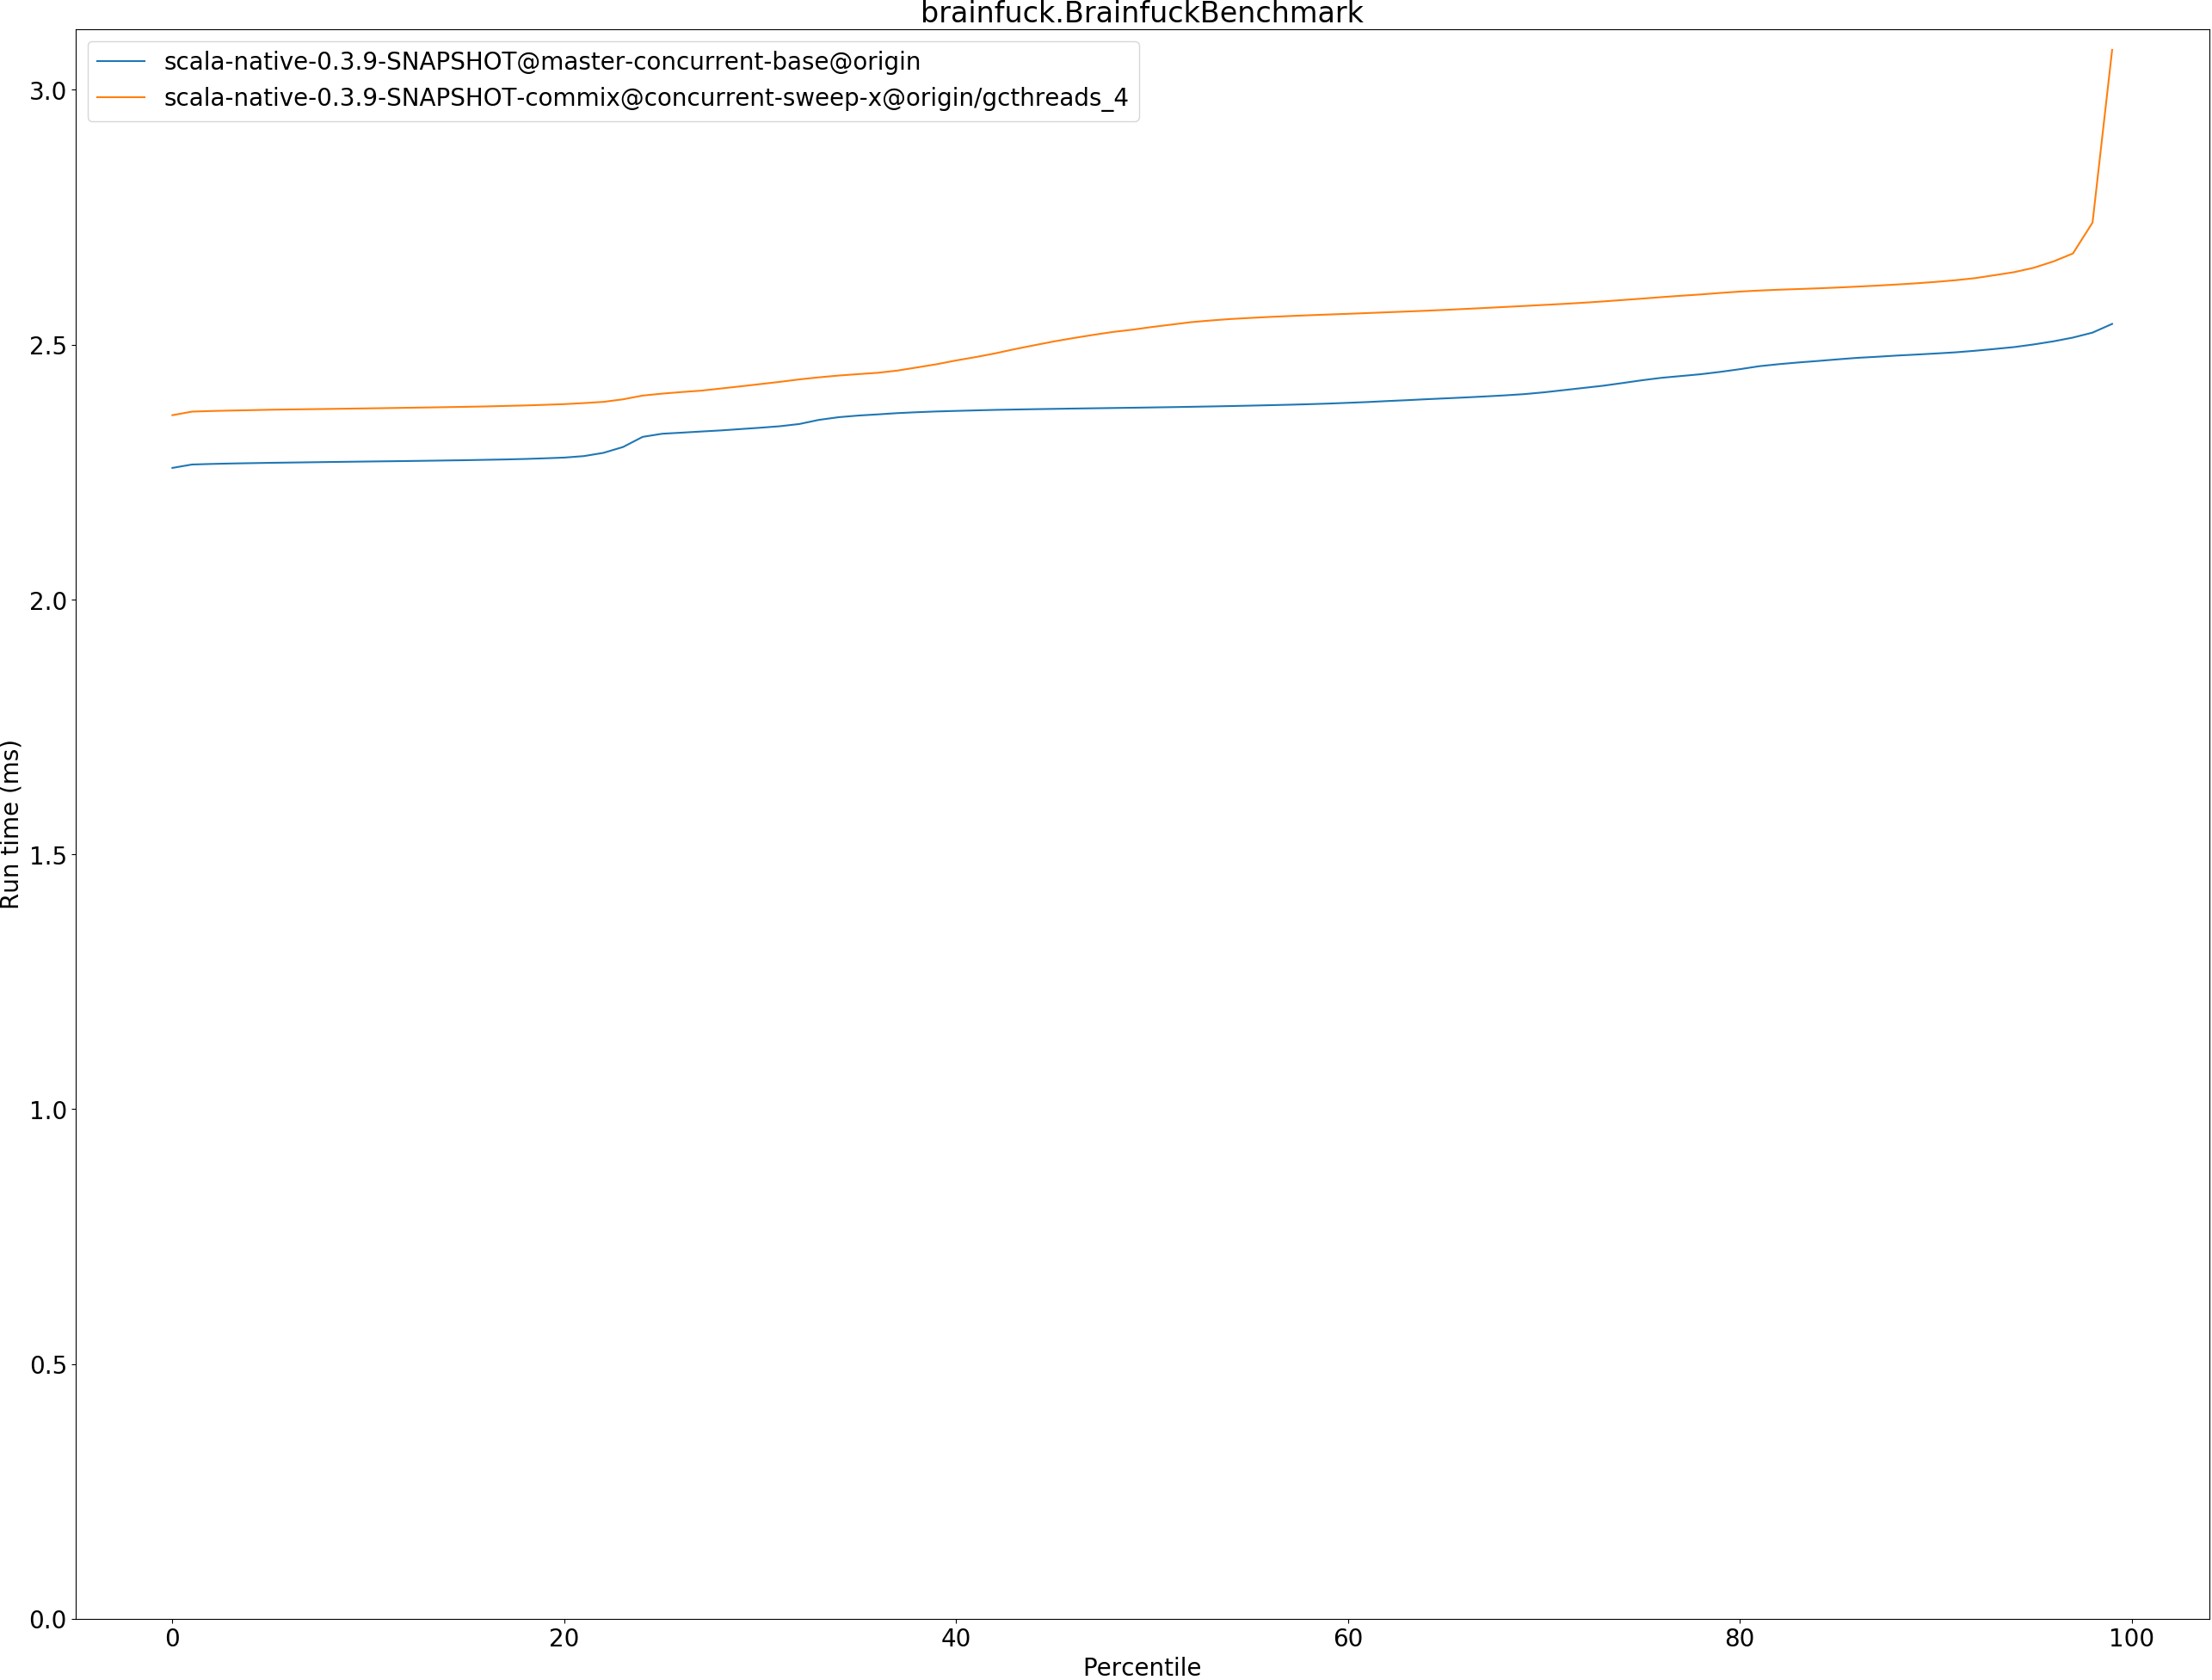 brainfuck.BrainfuckBenchmark
scala-native-0.3.9-SNAPSHOT@master-concurrent-base@origin
scala-native-0.3.9-SNAPSHOT-commix@concurrent-sweep-x@origin/gcthreads_4
3.0
2.5
2.0
1.5
1.0
0.5
0.0
Run time (ms)
0 20 40 60 80 100
Percentile